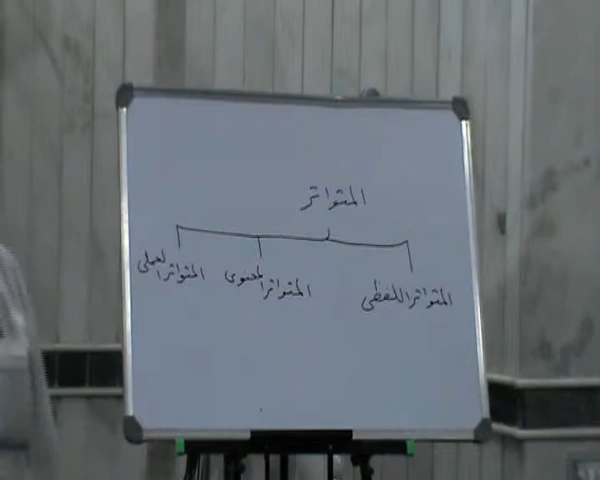 المتواتر
المتواتر اللفظي
المتواتر المعنوي
المتواتر العملي